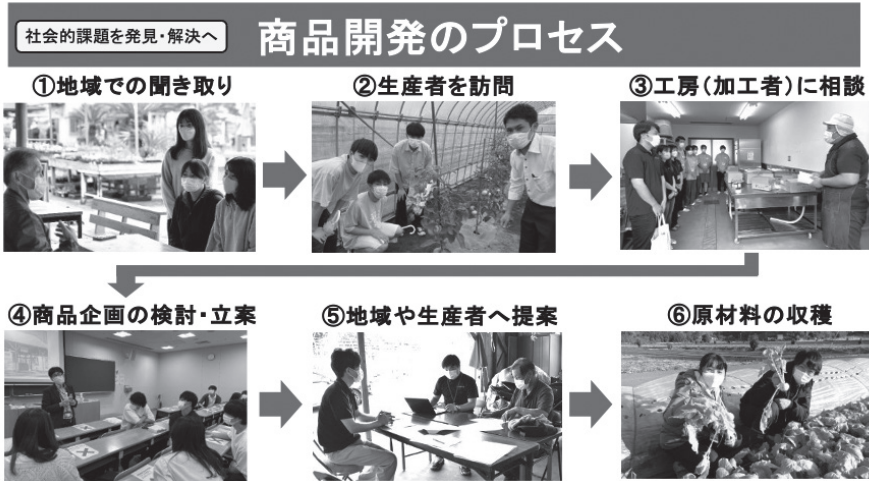 社会的課題を発見・解決へ
商品開発のプロセス
①地域での聞き取り
②生産者を訪問
③工房(加工者)に相談
④商品企画の検討・立案
⑤地域や生産者へ提案
⑥原材料の収穫